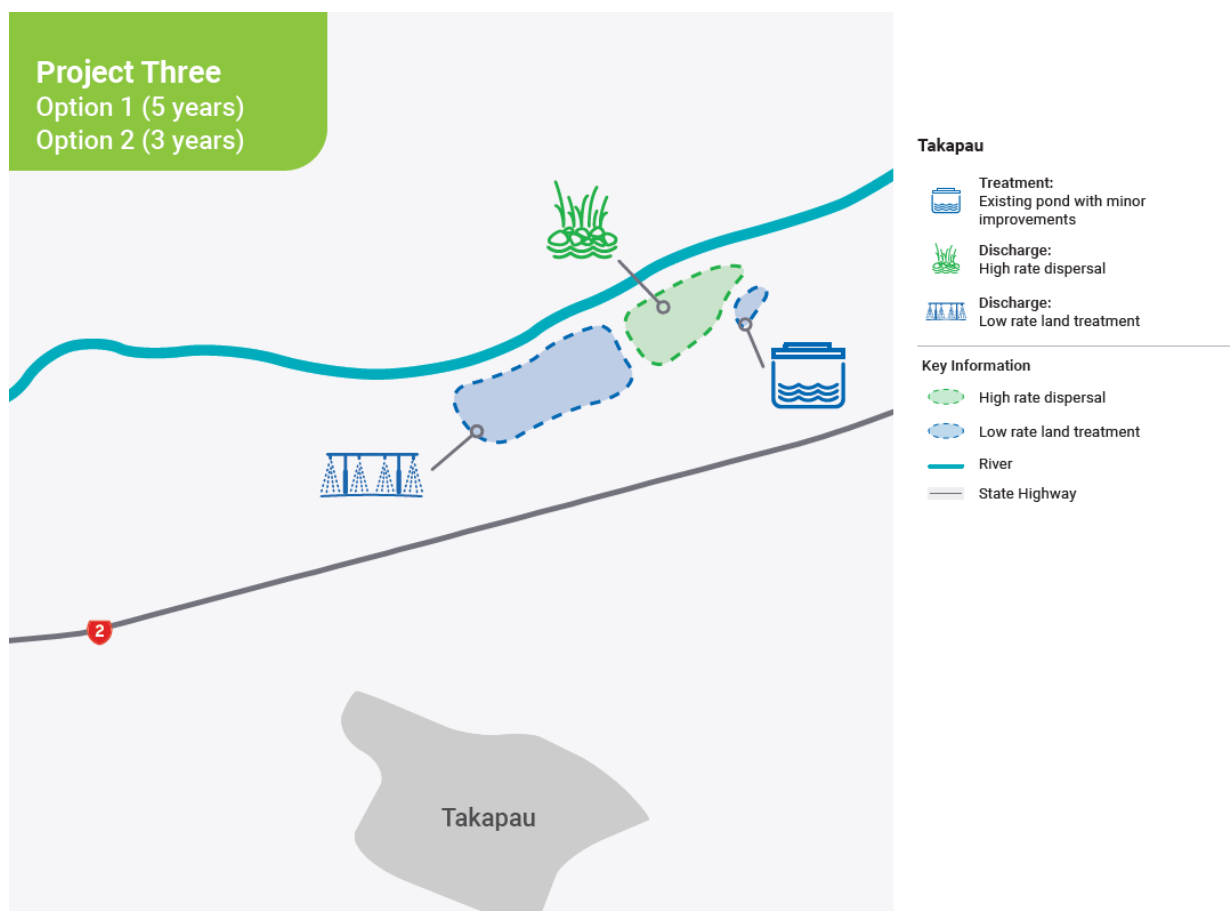 Project Three
Option 1 (5 years)
Option 2 (3 years)
Takapau
Treatment:
Existing pond with minor
improvements
Discharge:
High rate dispersal
Discharge:
Low rate land treatment
Key Information
High rate dispersal
Low rate land treatment
River
State Highway
2
Takapau